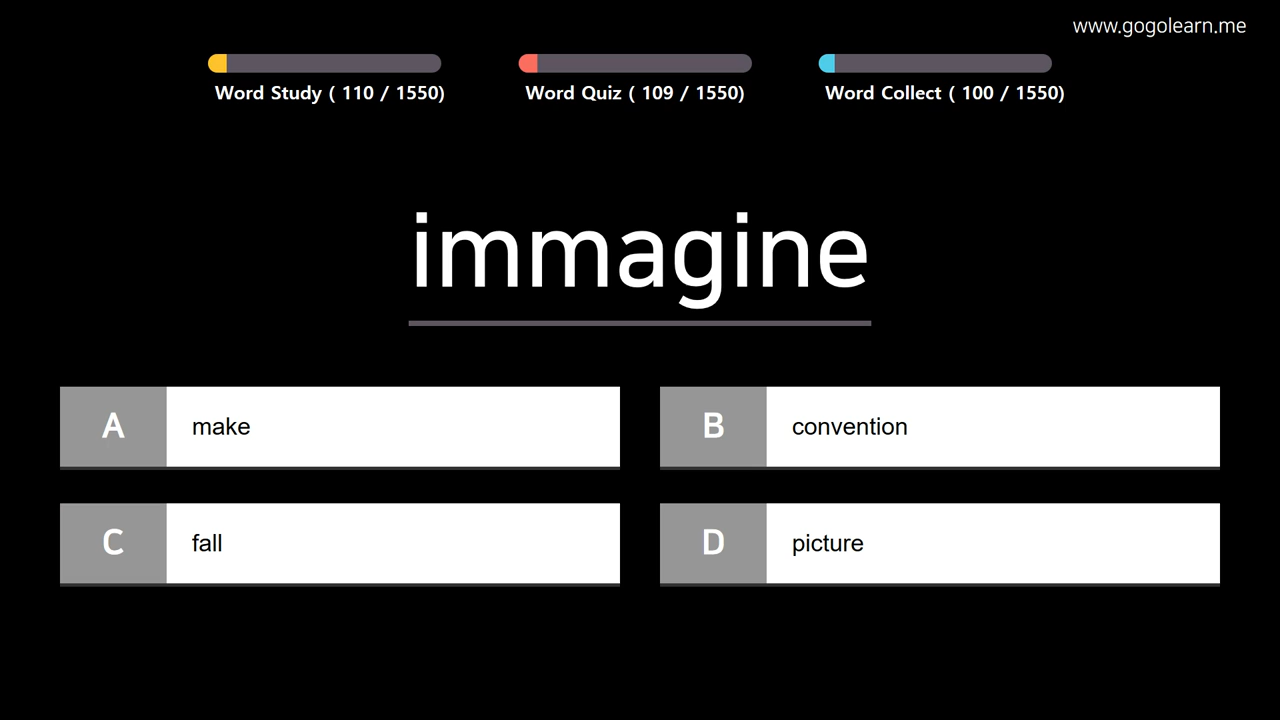 www.gogolearn.me
Word Study ( 110 / 1550)
Word Quiz ( 109 / 1550)
Word Collect ( 100 / 1550)
immagine
A make
B convention
C fall
D picture